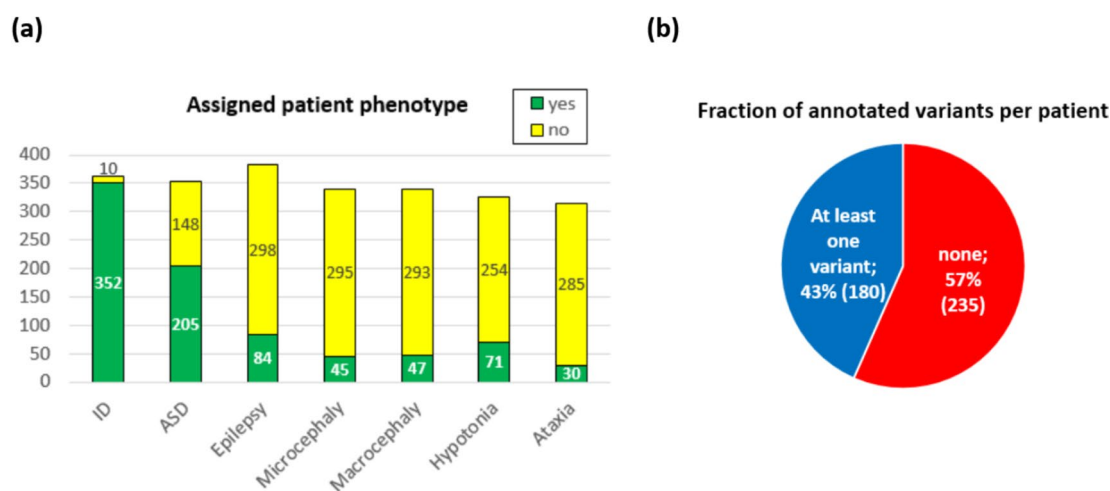 (a)
Assigned patient phenotype
yes
no
400
350
300
250
200
150
100
50
0
10
352
148
205
298
84
295
45
293
47
254
71
285
30
ID
ASD
Epilepsy
Microcephaly
Macrocephaly
Hypotonia
Ataxia
(b)
Fraction of annotated variants per patient
At least
one
variant;
43% (180)
none;
57%
(235)